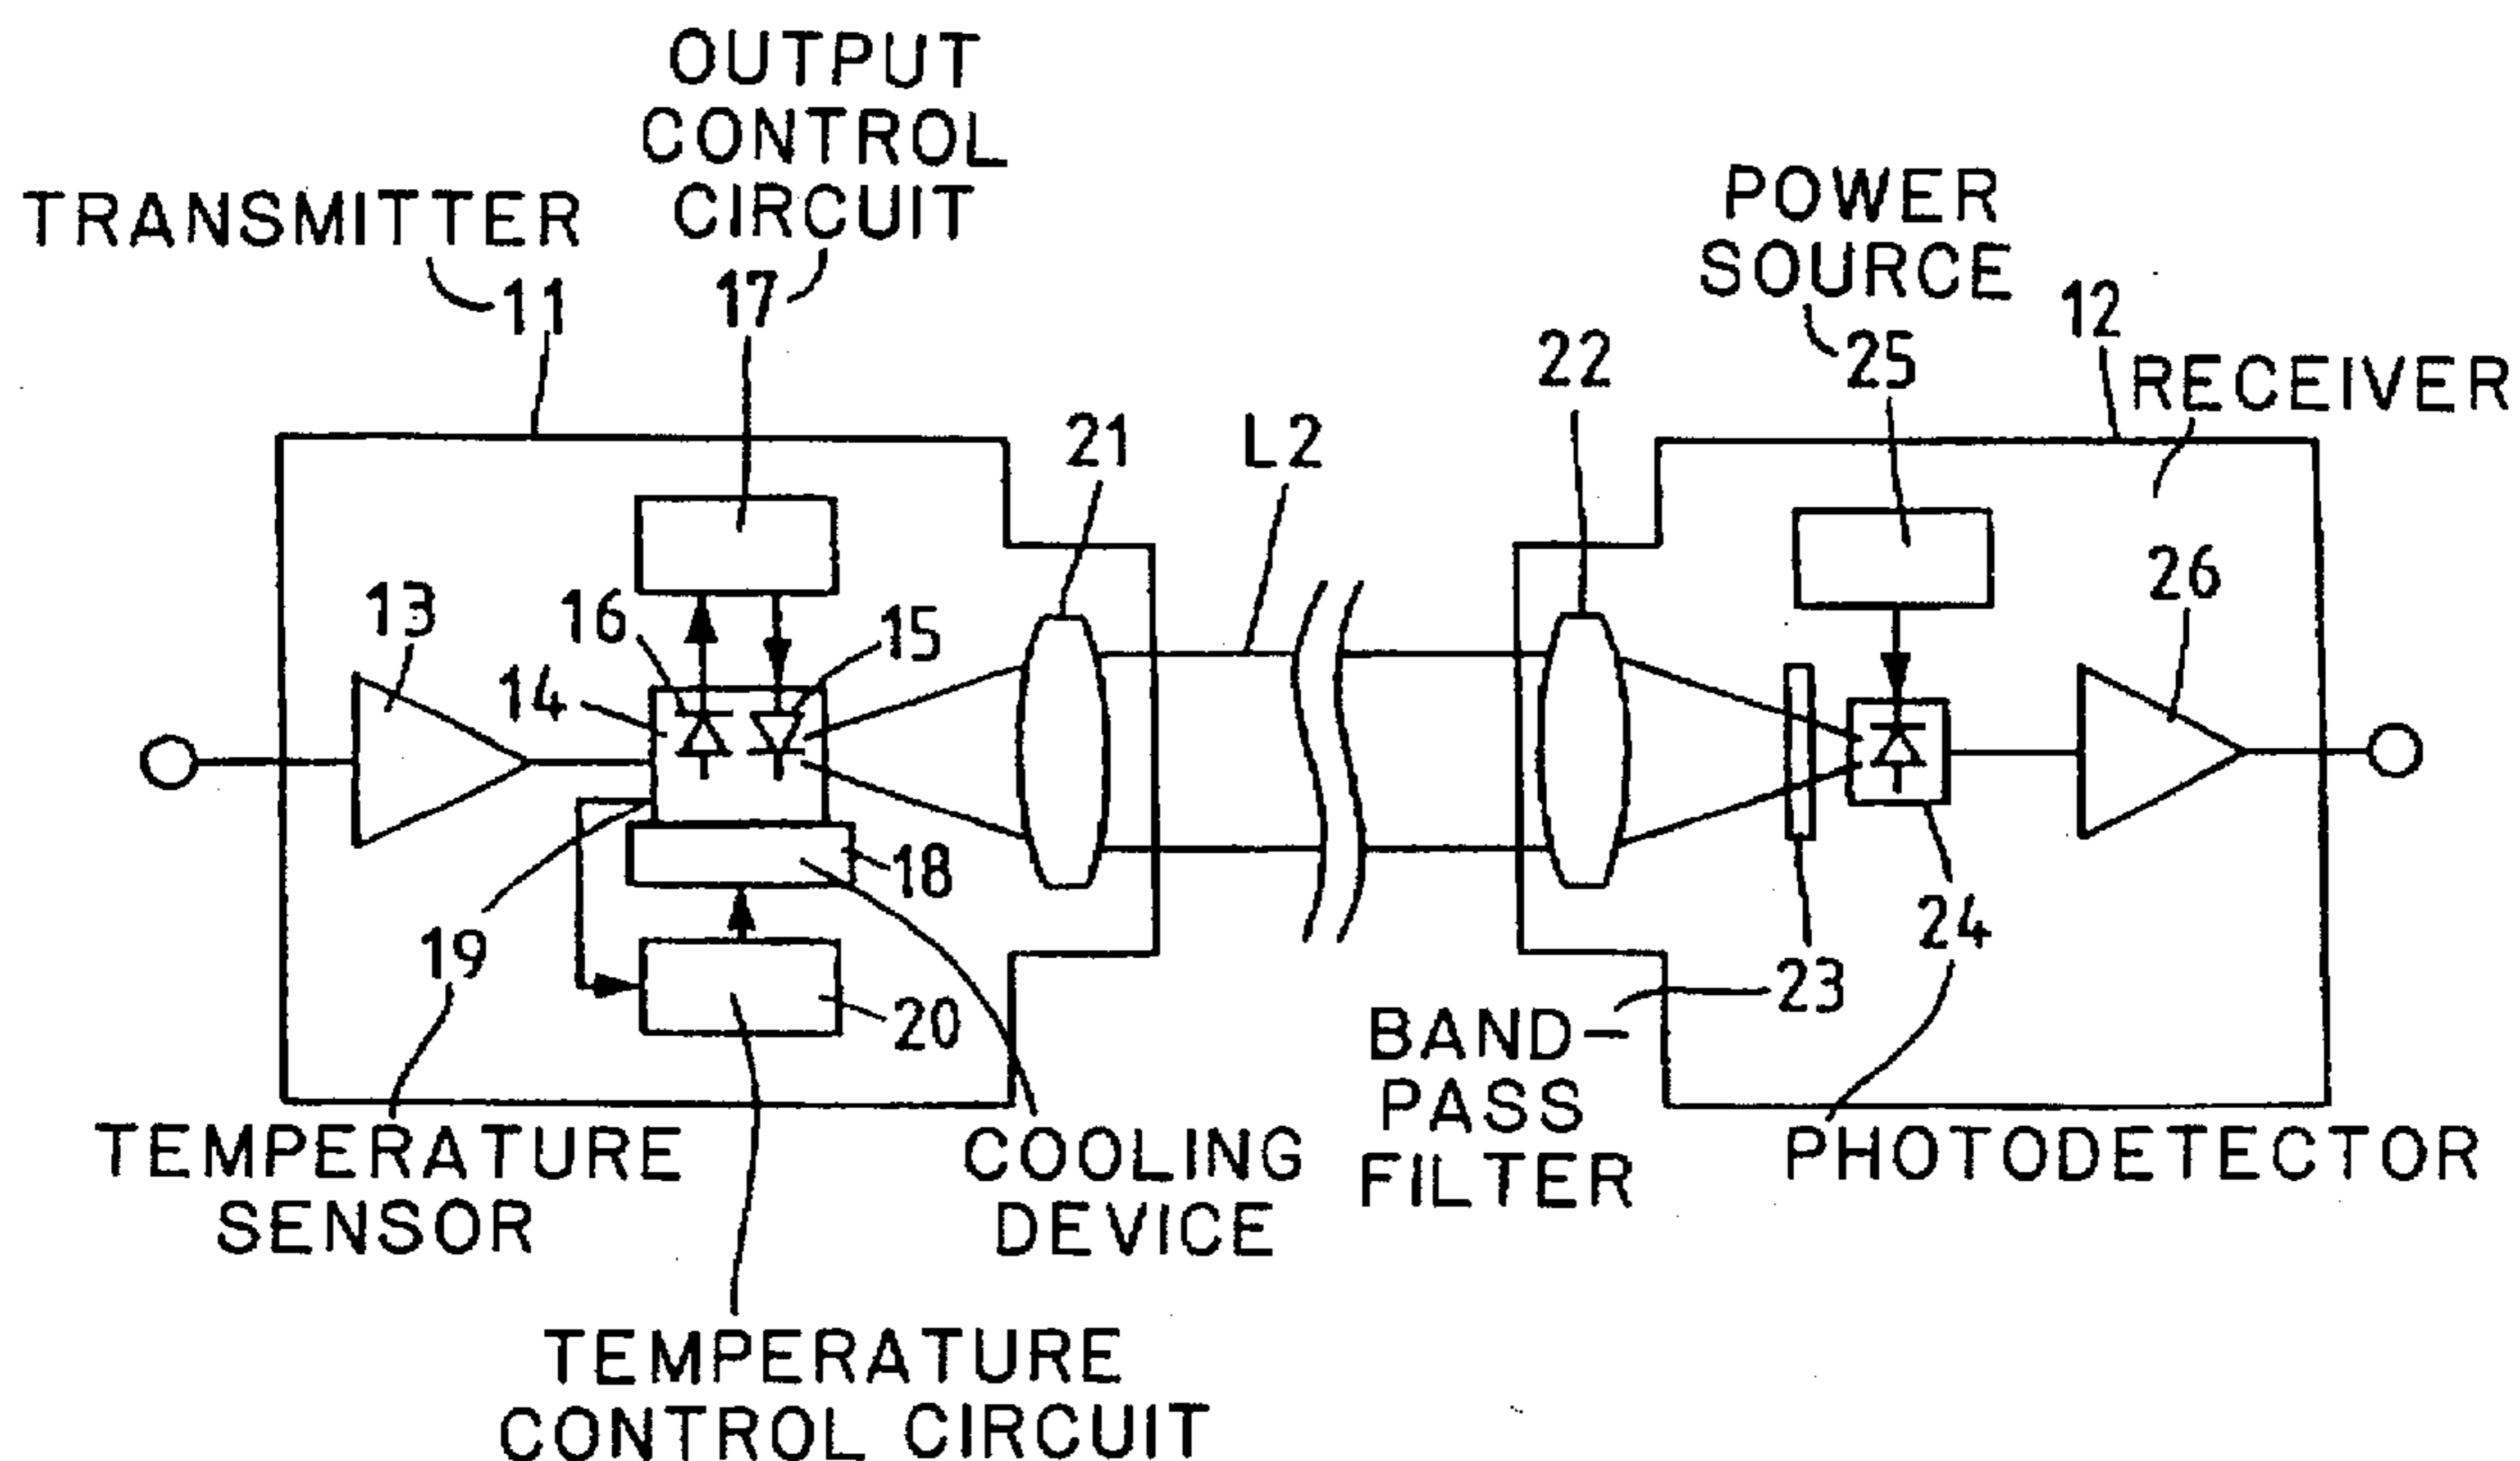 OUTPUT
CONTROL
CIRCUIT
TRANSMITTER
11
17
POWER
SOURCE
25
12
RECEIVER
22
21
L2
13
16
15
14
26
18
19
20
24
23
BAND-
PASS
FILTER
TEMPERATURE
SENSOR
COOLING
DEVICE
PHOTODETECTOR
TEMPERATURE
CONTROL CIRCUIT